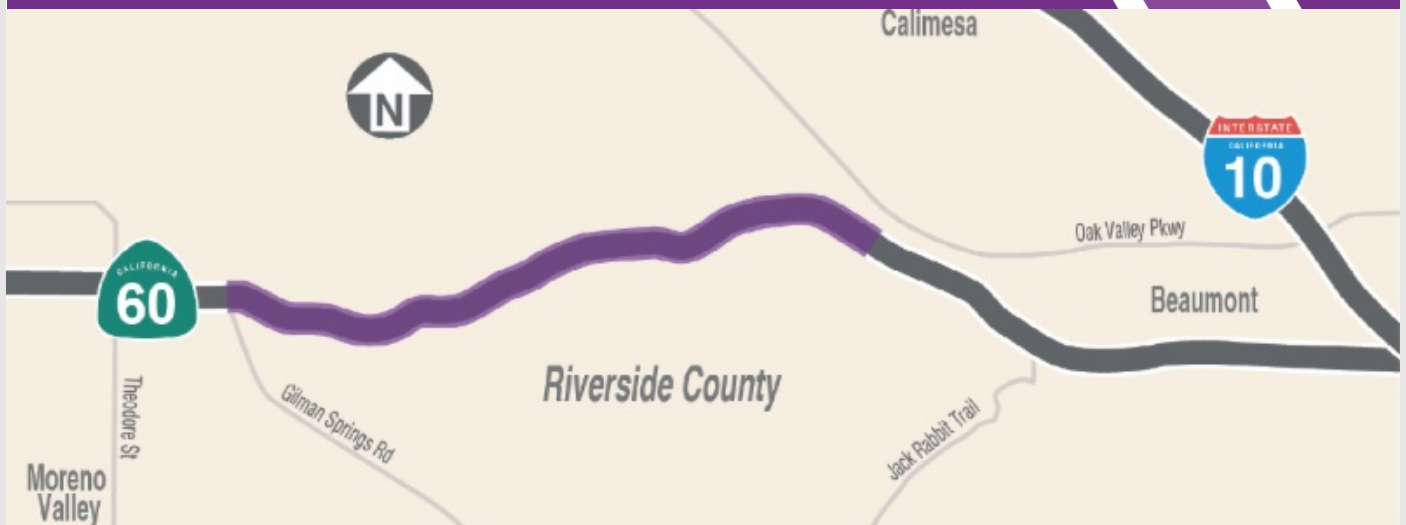 Calimesa
N
INTERSTATE
CALIFORNIA
10
Oak Valley Pkwy
CALIFORNIA
60
Beaumont
Riverside County
Theodore St
Gilman Springs Rd
Jack Rabbit Trail
Moreno
Valley